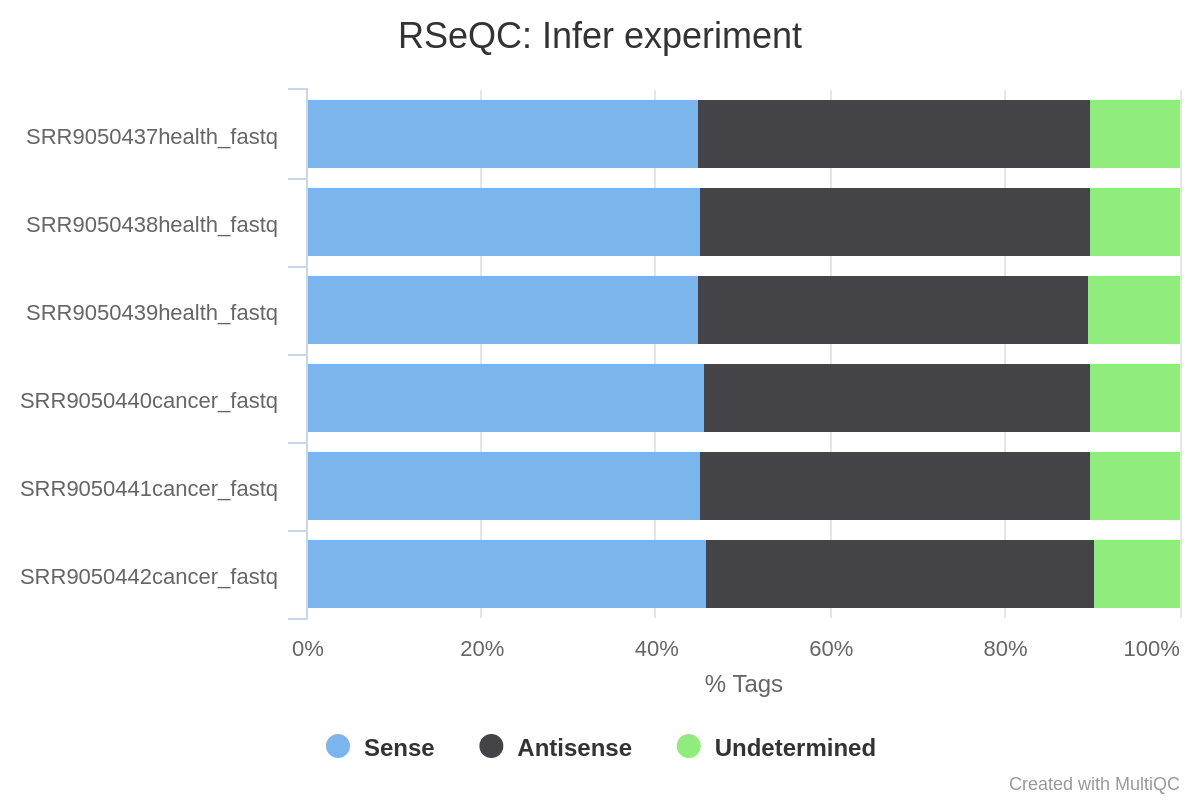 RSeQC: Infer experiment
SRR9050437health_fastq
SRR9050438health_fastq
SRR9050439health_fastq
SRR9050440cancer_fastq
SRR9050441cancer_fastq
SRR9050442cancer_fastq
0% 20% 40% 60% 80% 100%
% Tags
Sense Antisense Undetermined
Created with MultiQC